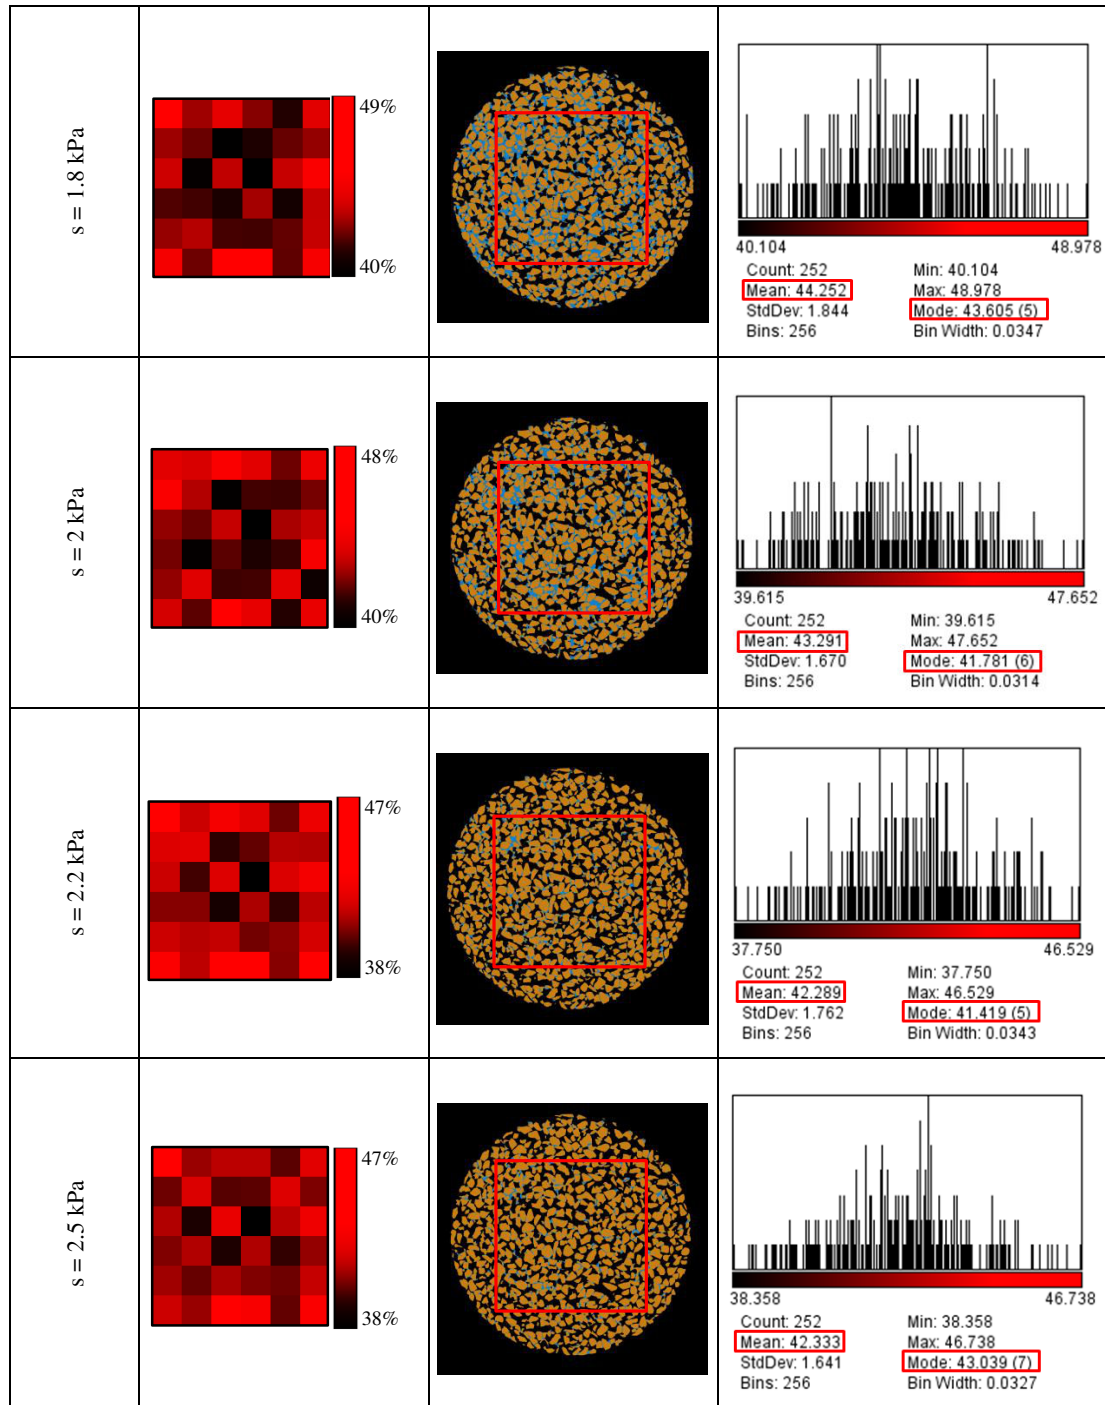 s = 1.8 kPa
49%
40%
40.104 48.978
Count: 252 Min: 40.104
Mean: 44.252 Max: 48.978
StdDev: 1.844 Mode: 43.605 (5)
Bins: 256 Bin Width: 0.0347
s = 2 kPa
48%
40%
39.615 47.652
Count: 252 Min: 39.615
Mean: 43.291 Max: 47.652
StdDev: 1.670 Mode: 41.781 (6)
Bins: 256 Bin Width: 0.0314
s = 2.2 kPa
47%
38%
37.750 46.529
Count: 252 Min: 37.750
Mean: 42.289 Max: 46.529
StdDev: 1.762 Mode: 41.419 (5)
Bins: 256 Bin Width: 0.0343
s = 2.5 kPa
47%
38%
38.358 46.738
Count: 252 Min: 38.358
Mean: 42.333 Max: 46.738
StdDev: 1.641 Mode: 43.039 (7)
Bins: 256 Bin Width: 0.0327